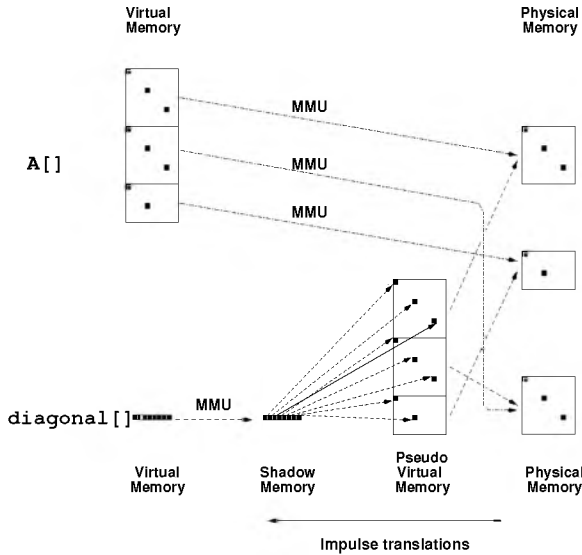 Virtual
Memory
Physical
Memory
MMU
MMU
A[]
MMU
MMU
diagonal[]
Virtual
Memory
Shadow
Memory
Pseudo
Virtual
Memory
Physical
Memory
Impulse translations